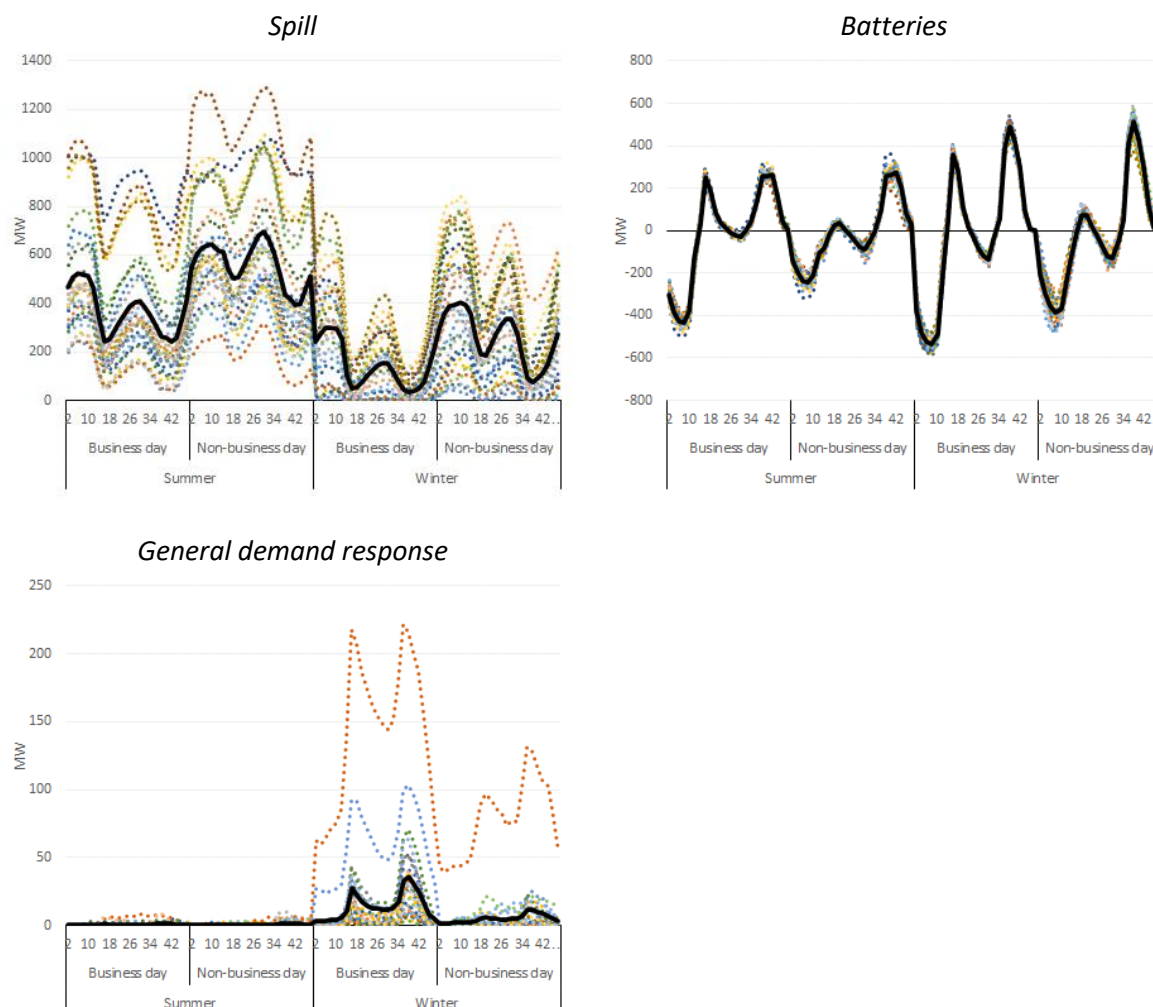 Spill
1400
1200
1000
800
600
400
200
0
MW
2 10 18 26 34 42 2 10 18 26 34 42 2 10 18 26 34 42 2 10 18 26 34 42..
Business day Non-business day Business day Non-business day
Summer Winter
Batteries
800
600
400
200
0
-200
-400
-600
-800
MW
2 10 18 26 34 42 2 10 18 26 34 42 2 10 18 26 34 42 2 10 18 26 34 42
Business day Non-business day Business day Non-business day
Summer Winter
General demand response
250
200
150
100
50
0
MW
2 10 18 26 34 42 2 10 18 26 34 42 2 10 18 26 34 42 2 10 18 26 34 42..
Business day Non-business day Business day Non-business day
Summer Winter